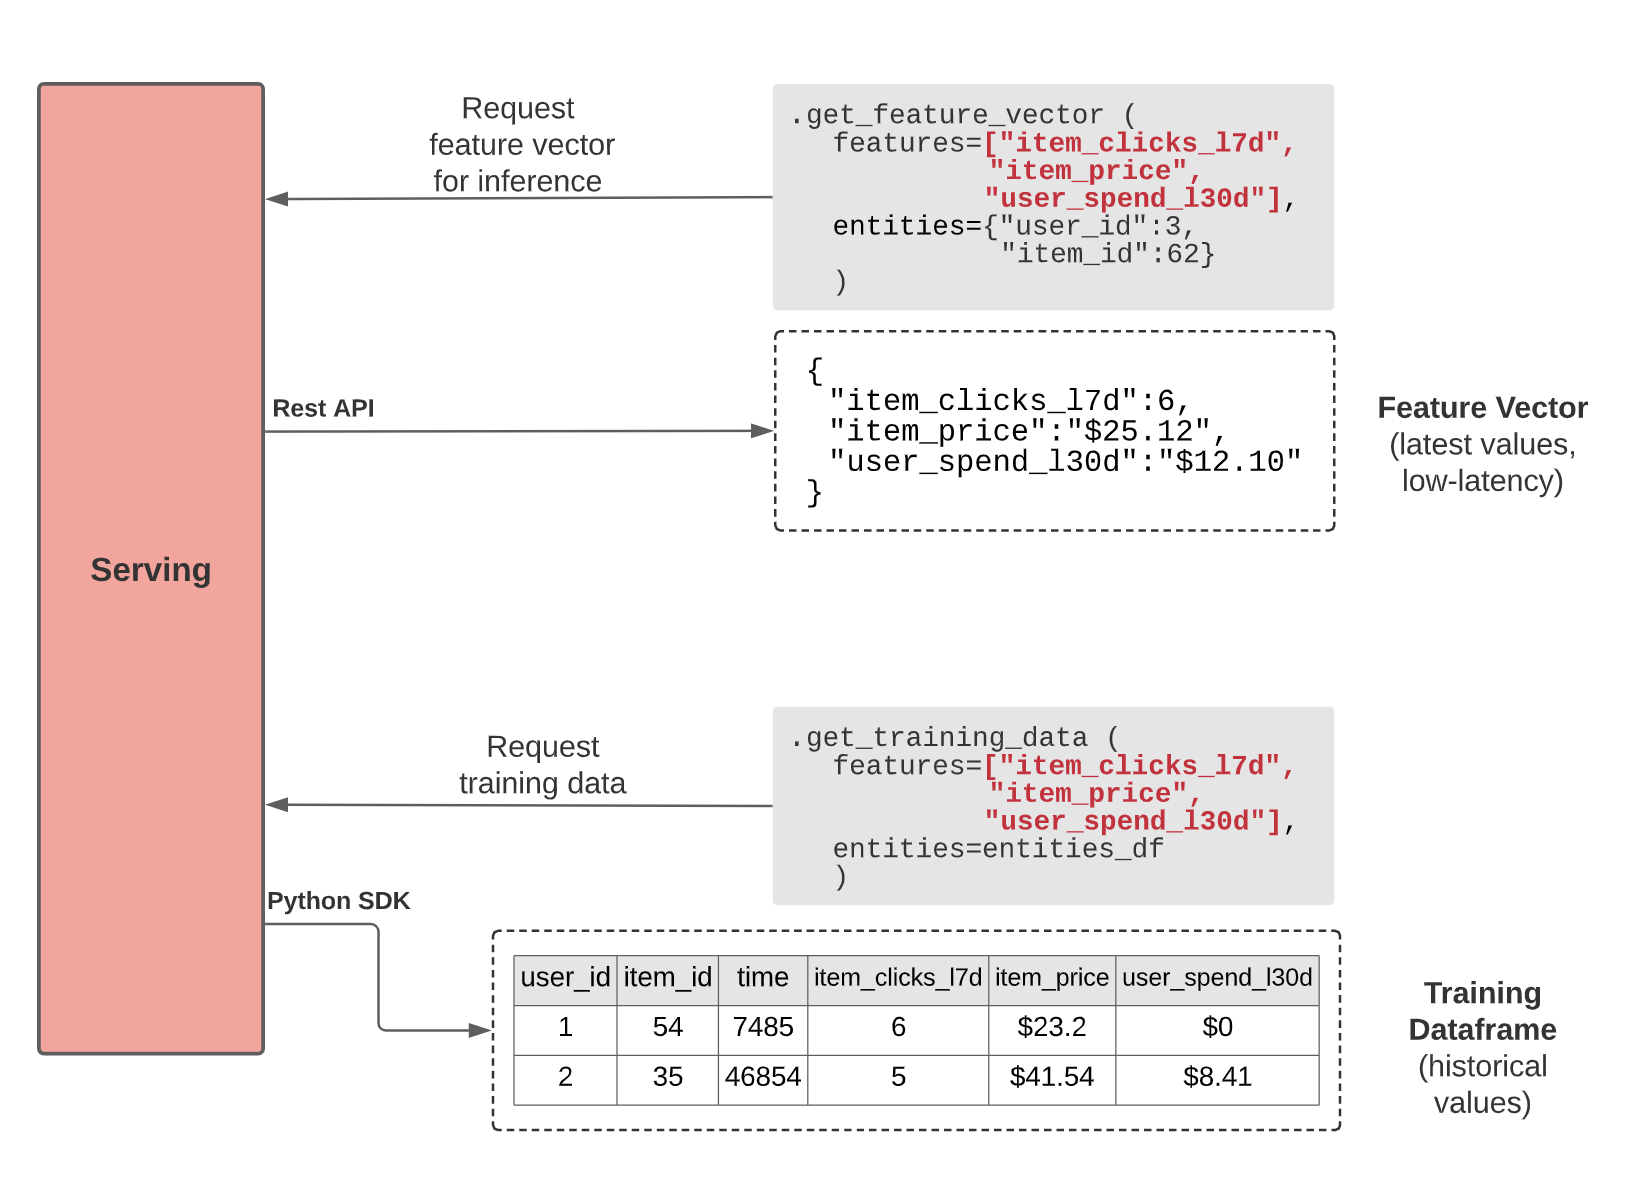 Serving
Request
feature vector
for inference
.get_feature_vector (
features=["item_clicks_l7d",
"item_price",
"user_spend_l30d"],
entities={"user_id":3,
"item_id":62}
)
Rest API
{
"item_clicks_l7d":6,
"item_price":"$25.12",
"user_spend_l30d":"$12.10"
}
Feature Vector
(latest values,
low-latency)
Request
training data
.get_training_data (
features=["item_clicks_l7d",
"item_price",
"user_spend_l30d"],
entities=entities_df
)
Python SDK
user_id item_id time item_clicks_l7d item_price user_spend_l30d
1 54 7485 6 $23.2 $0
2 35 46854 5 $41.54 $8.41
Training
Dataframe
(historical
values)